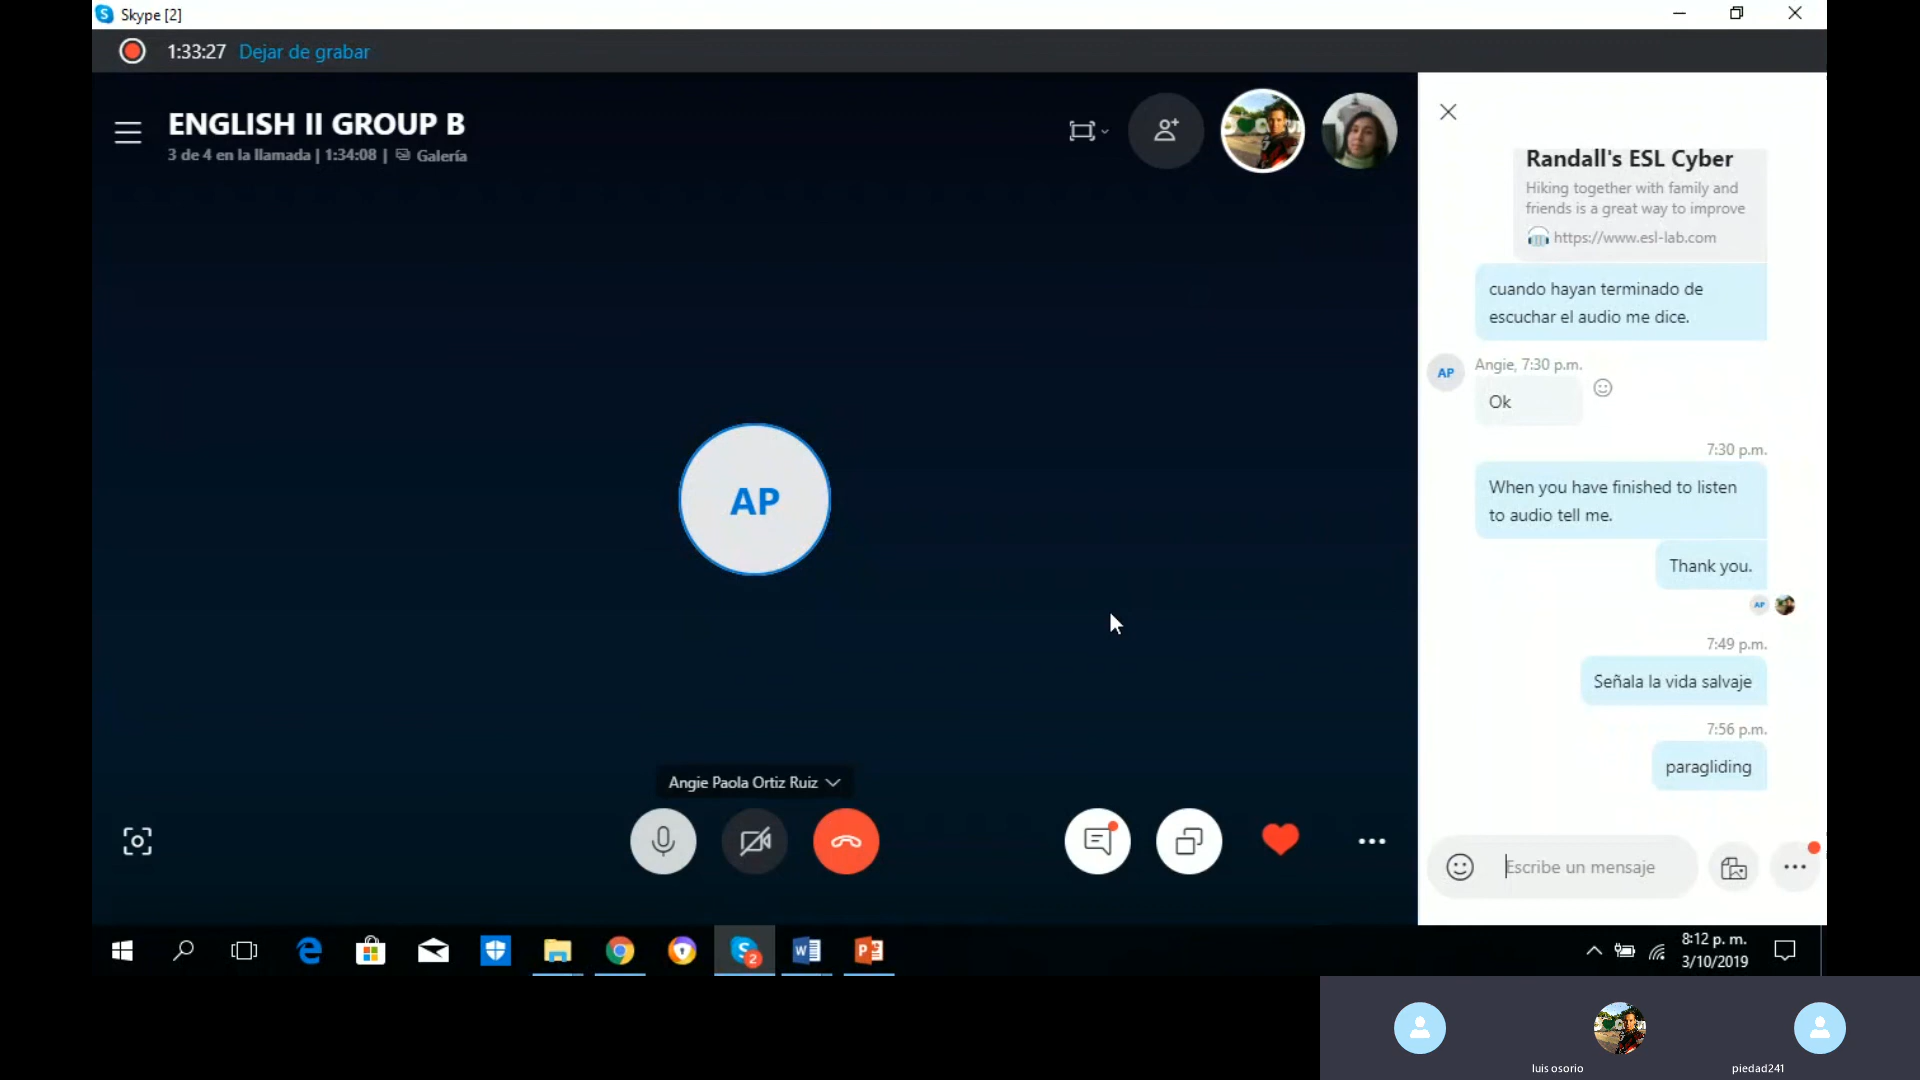 Skype [2]
1:33:27 Dejar de grabar
ENGLISH II GROUP B
3 de 4 en la llamada | 1:34:08 | Galería
Randall's ESL Cyber
Hiking together with family and
friends is a great way to improve
https://www.esl-lab.com
cuando hayan terminado de
escuchar el audio me dice.
AP
Angie, 7:30 p.m.
Ok
7:30 p.m.
When you have finished to listen
to audio tell me.
Thank you.
AP
7:49 p.m.
Señala la vida salvaje
7:56 p.m.
paragliding
AP
Angie Paola Ortiz Ruiz
Escribe un mensaje
2
8:12 p. m.
3/10/2019
luis osorio
piedad241